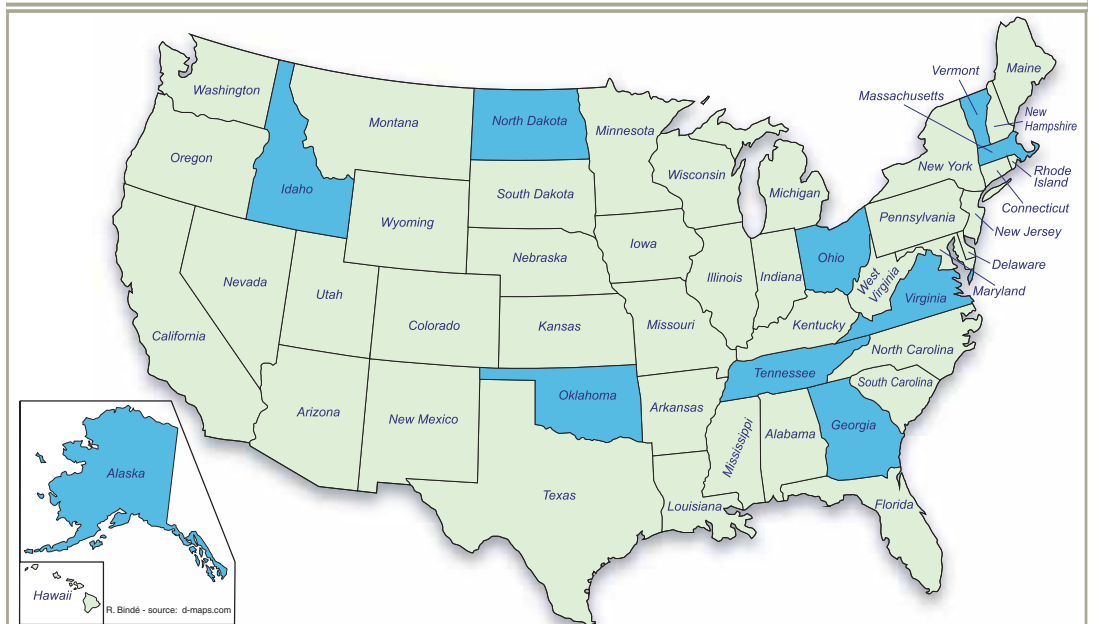 Washington
Montana
North Dakota
Minnesota
Vermont
Massachusetts
Maine
New
Hampshire
Oregon
Idaho
Wyoming
South Dakota
Wisconsin
Michigan
New York
Rhode
Island
Connecticut
New Jersey
Pennsylvania
Nebraska
Iowa
Illinois
Indiana
Ohio
West
Virginia
Virginia
Delaware
Maryland
Nevada
Utah
Colorado
Kansas
Missouri
Kentucky
California
North Carolina
South Carolina
Tennessee
Arizona
New Mexico
Oklahoma
Arkansas
Mississippi
Alabama
Georgia
Texas
Louisiana
Florida
Alaska
Hawaii
R. Bindé - source: d-maps.com